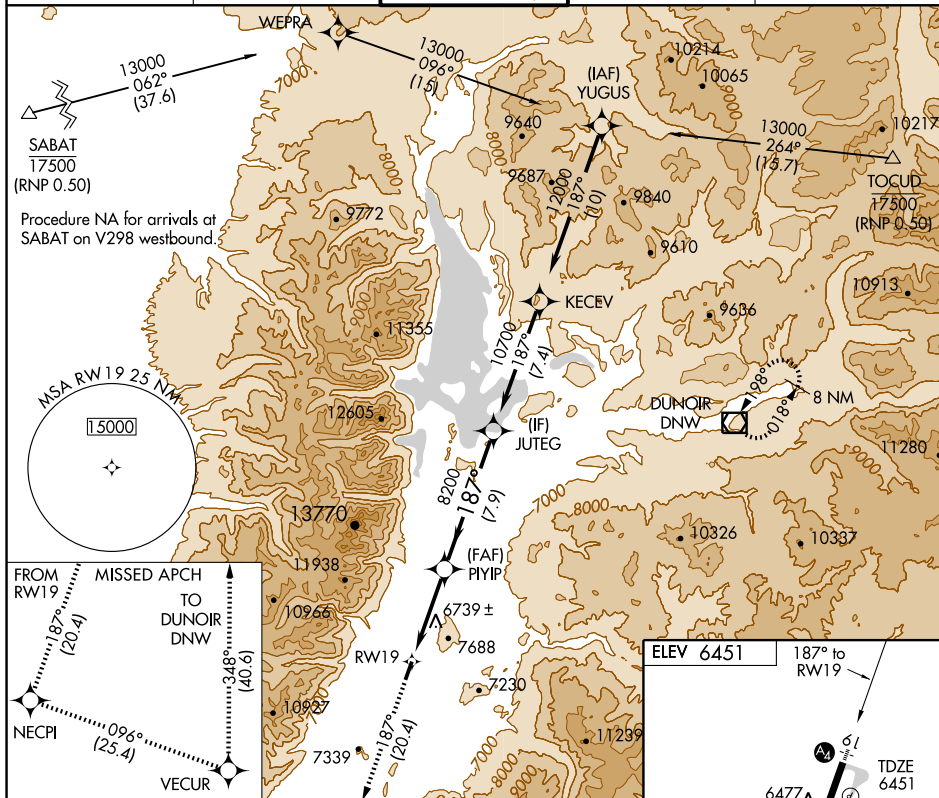 WEPRA
13000
096°
(15)
13000
062°
(37.6)
SABAT
17500
(RNP 0.50)
Procedure NA for arrivals at
SABAT on V298 westbound.
(IAF)
YUGUS
10214
10065
10217
13000
264°
(15.7)
TOCUD
17500
(RNP 0.50)
7000
8000
8000
9640
9687
9840
9610
9772
12000
187°
(10)
KECEV
10913
9636
11355
10700
187°
(7.4)
MSA RW19 25 NM
15000
12605
(IF)
JUTEG
DUNOIR
DNW
198°
018°
8 NM
11280
8200
187°
(7.9)
7000
8000
13770
10326
10337
11938
(FAF)
PIYIP
10966
6739 ±
7688
RW19
7230
10927
7000
7339
187°
(20.4)
11239
9000
8000
FROM
RW19
MISSED APCH
TO
DUNOIR
DNW
187°
(20.4)
348°
(40.6)
NECPI
096°
(25.4)
VECUR
ELEV 6451
187° to
RW19
19
A4
TDZE
6451
6477
P